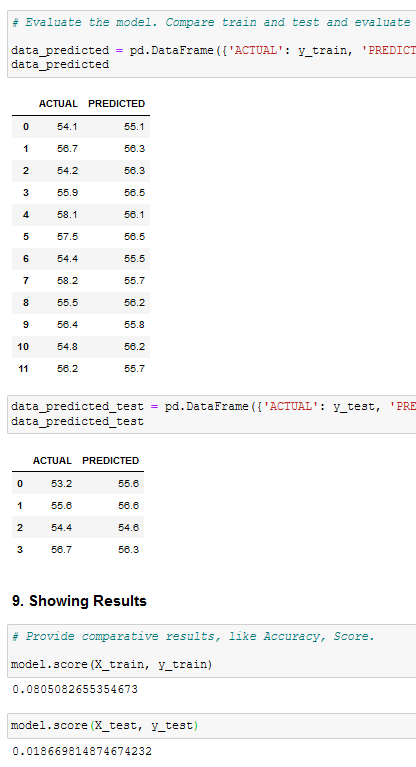 # Evaluate the model. Compare train and test and evaluate
data_predicted = pd.DataFrame({'ACTUAL': y_train, 'PREDICT
data_predicted
ACTUAL PREDICTED
0 54.1 55.1
1 56.7 56.3
2 54.2 56.3
3 55.9 56.5
4 58.1 56.1
5 57.5 56.5
6 54.4 55.5
7 58.2 55.7
8 55.5 56.2
9 56.4 55.8
10 54.8 56.2
11 56.2 55.7
data_predicted_test = pd.DataFrame({'ACTUAL': y_test, 'PRE
data_predicted_test
ACTUAL PREDICTED
0 53.2 55.6
1 55.6 56.6
2 54.4 54.6
3 56.7 56.3
9. Showing Results
# Provide comparative results, like Accuracy, Score.
model.score(X_train, y_train)
0.0805082655354673
model.score(X_test, y_test)
0.018669814874674232